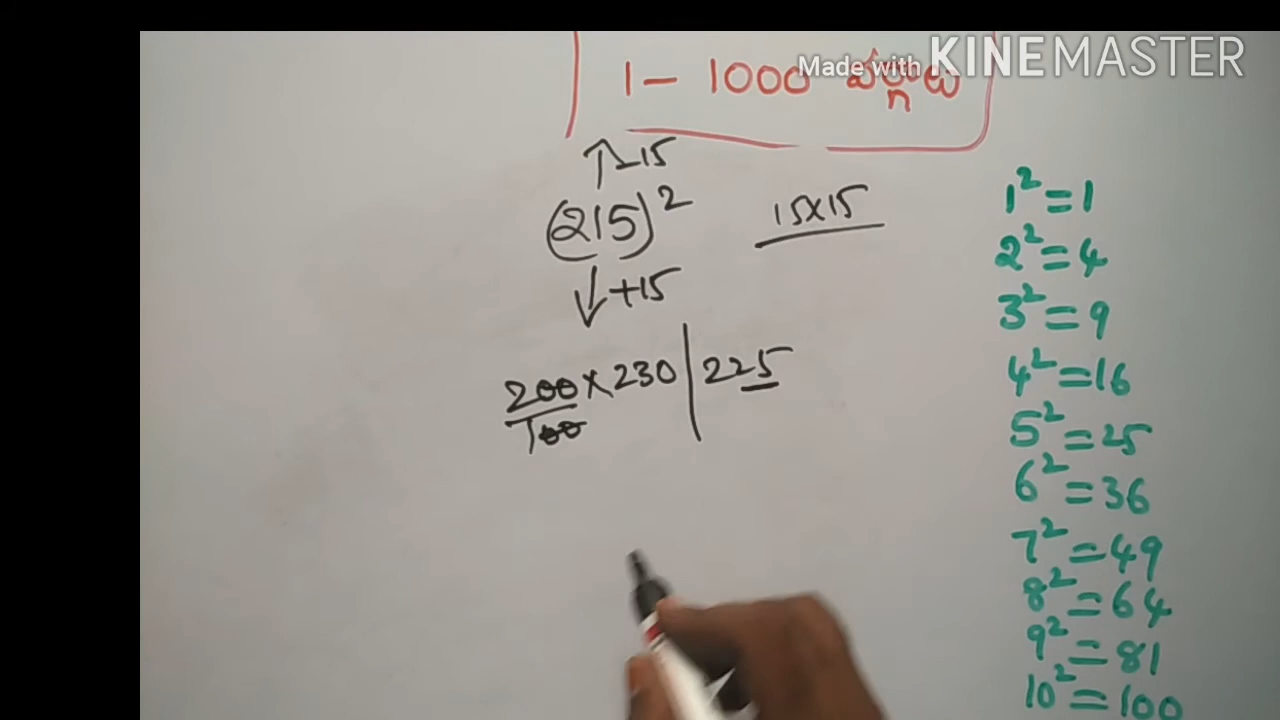 Made with KINEMASTER
1 - 1000
-15
(215)² 15x15
+15
200/100 x 230 | 225
1² = 1
2² = 4
3² = 9
4² = 16
5² = 25
6² = 36
7² = 49
8² = 64
9² = 81
10² = 100